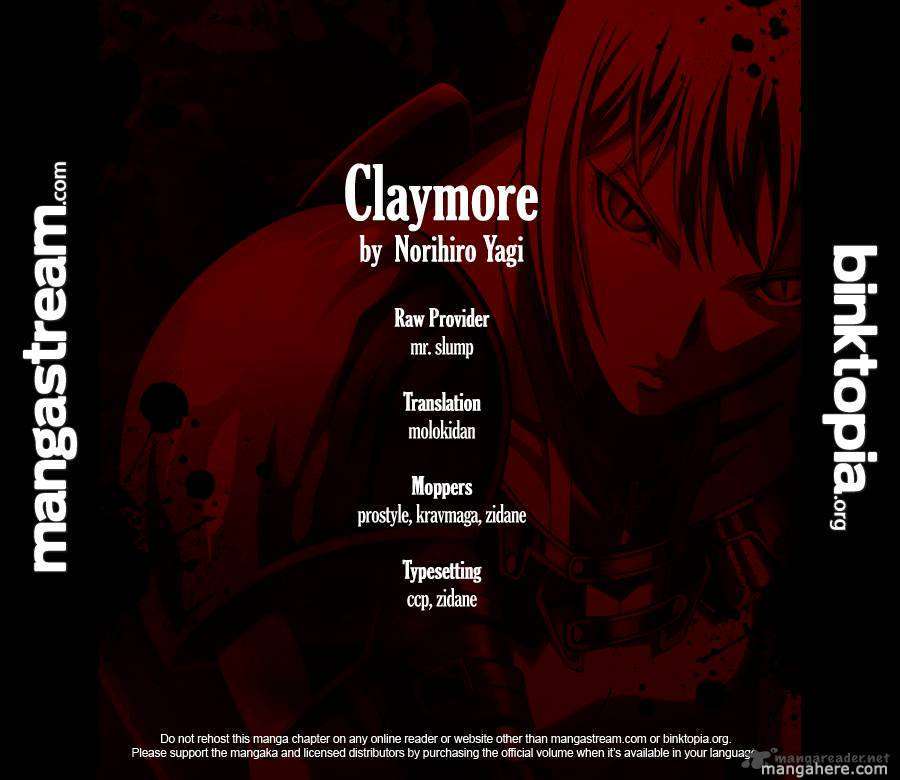 mangastream.com
Claymore
by Norihiro Yagi
Raw Provider
mr. slump
Translation
molokidan
Moppers
prostyle, kravmaga, zidane
Typesetting
ccp, zidane
binktopia.org
Do not rehost this manga chapter on any online reader or website other than mangastream.com or binktopia.org.
Please support the mangaka and licensed distributors by purchasing the official volume when it's available in your language
mangareader.net
mangahere.com